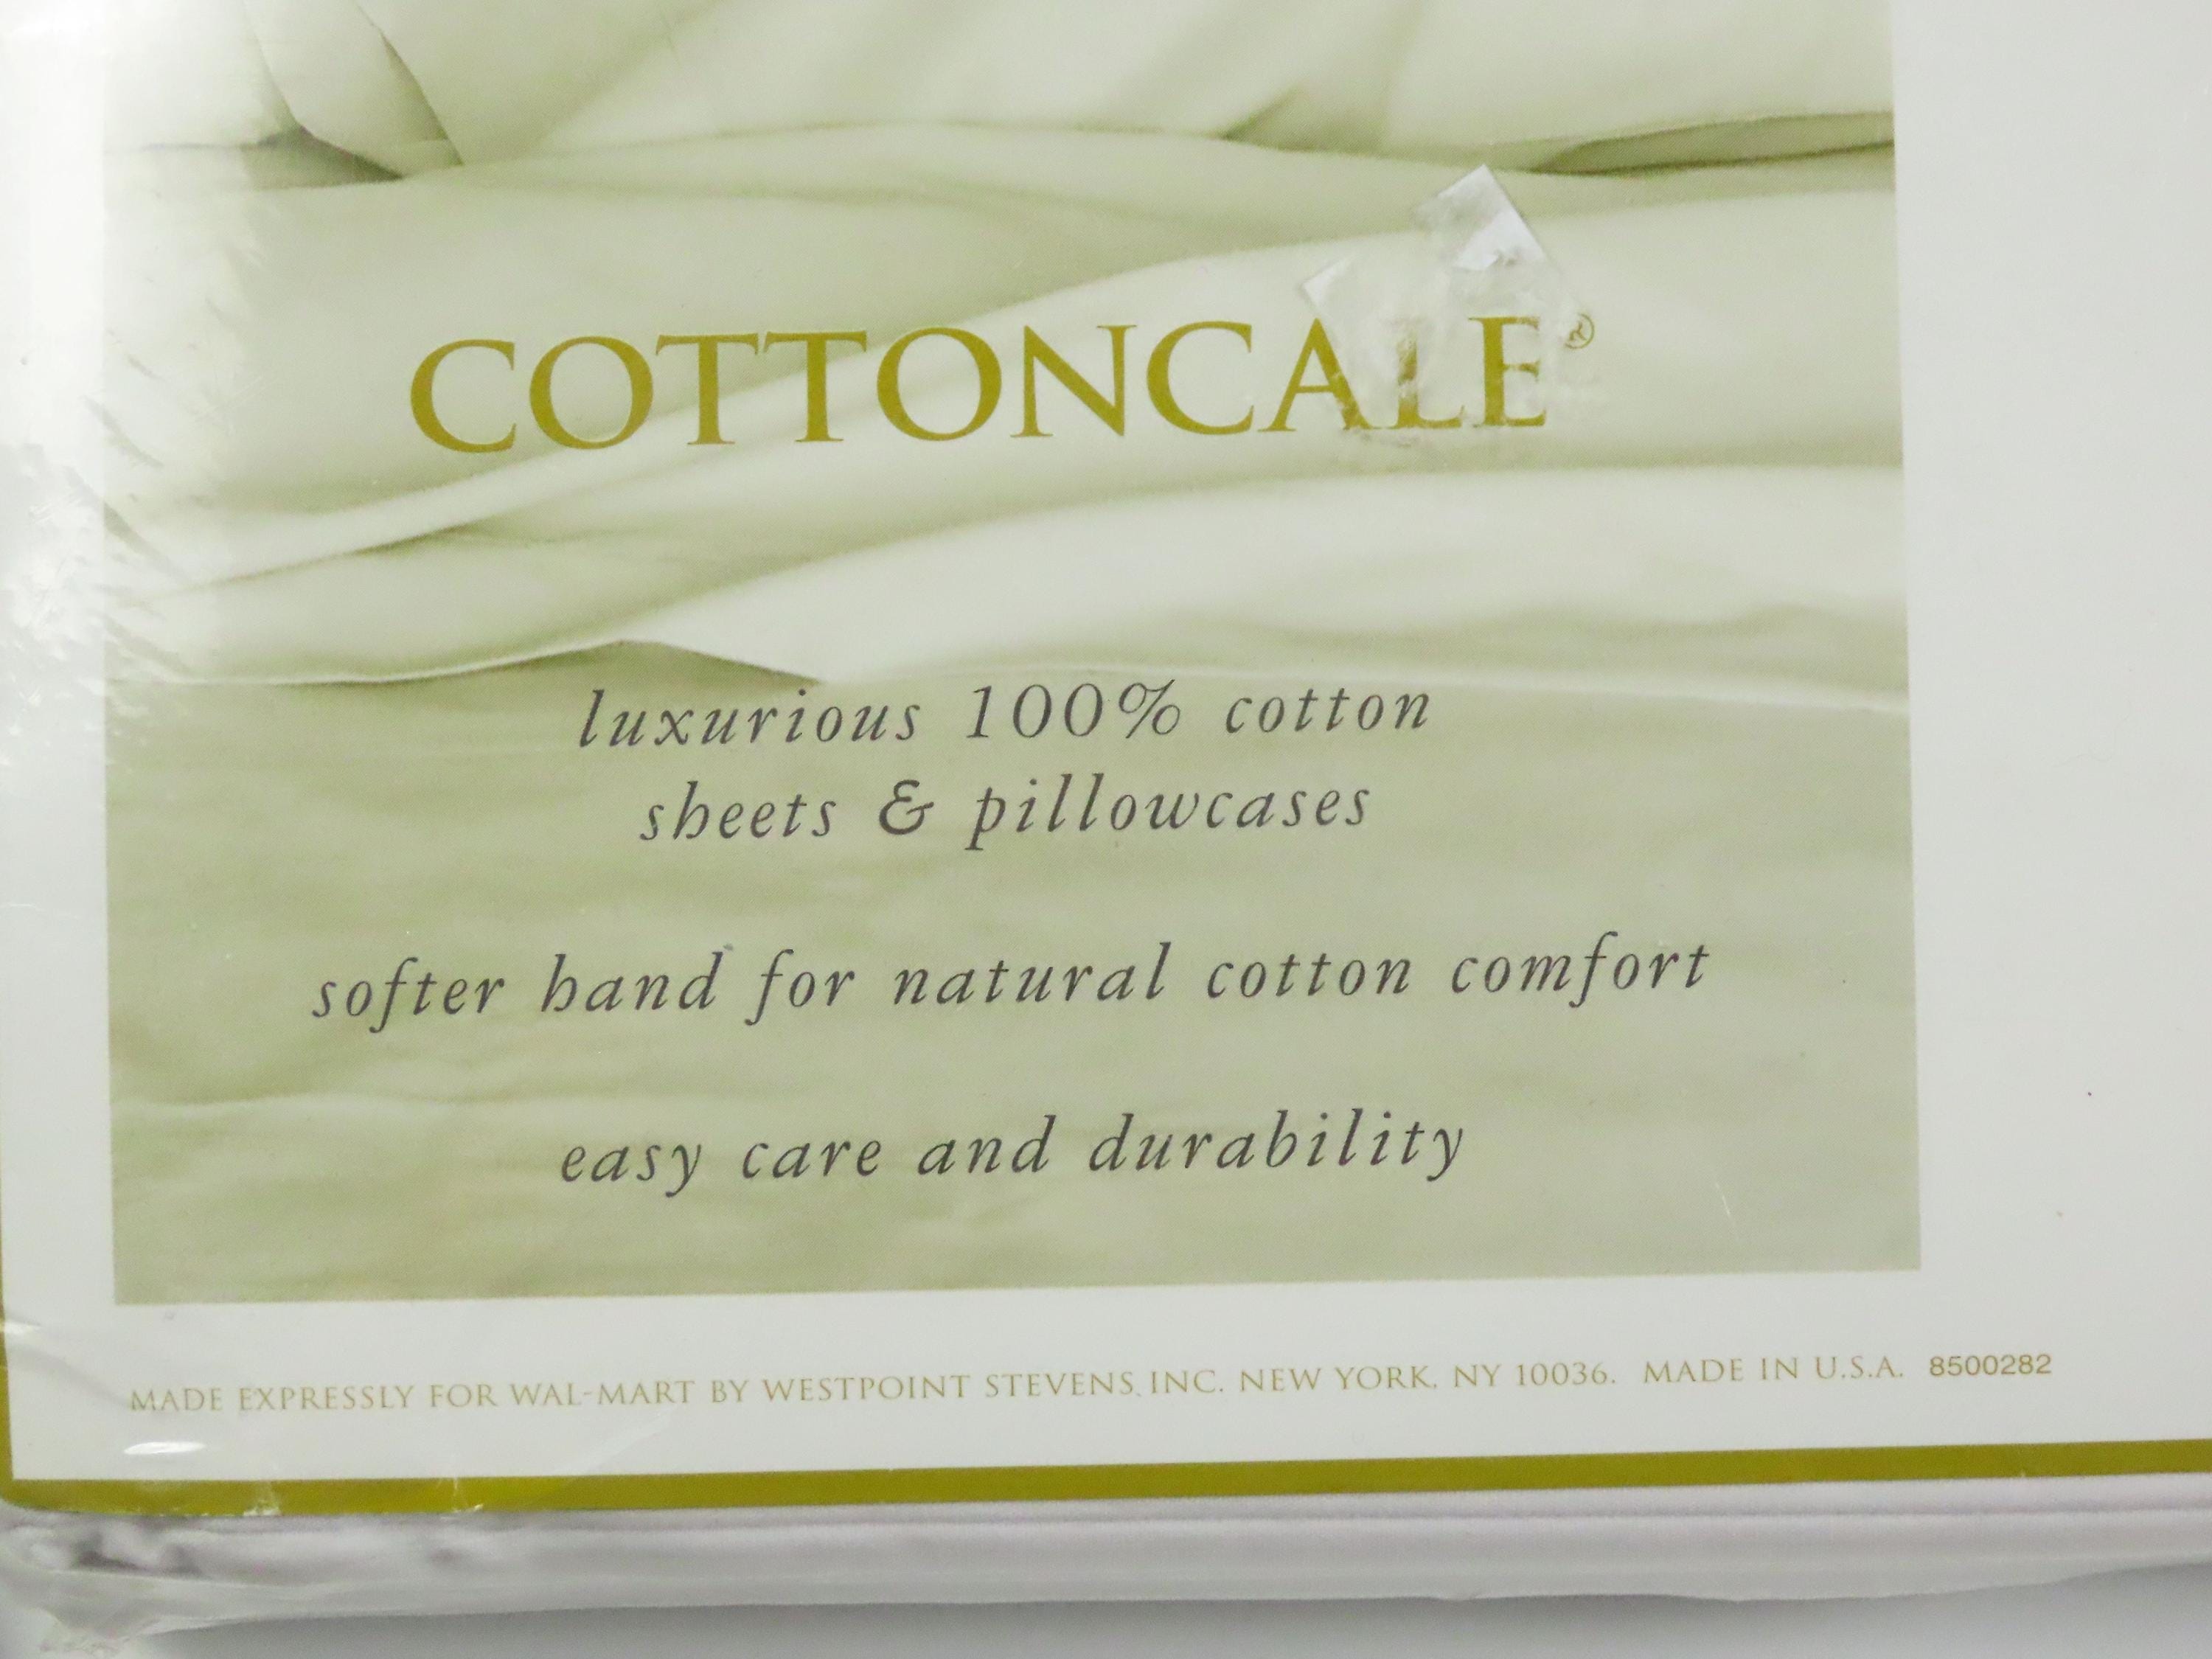 COTTONCALE®
luxurious 100% cotton
sheets & pillowcases
softer hand for natural cotton comfort
easy care and durability
MADE EXPRESSLY FOR WAL-MART BY WESTPOINT STEVENS, INC. NEW YORK, NY 10036. MADE IN U.S.A. 8500282